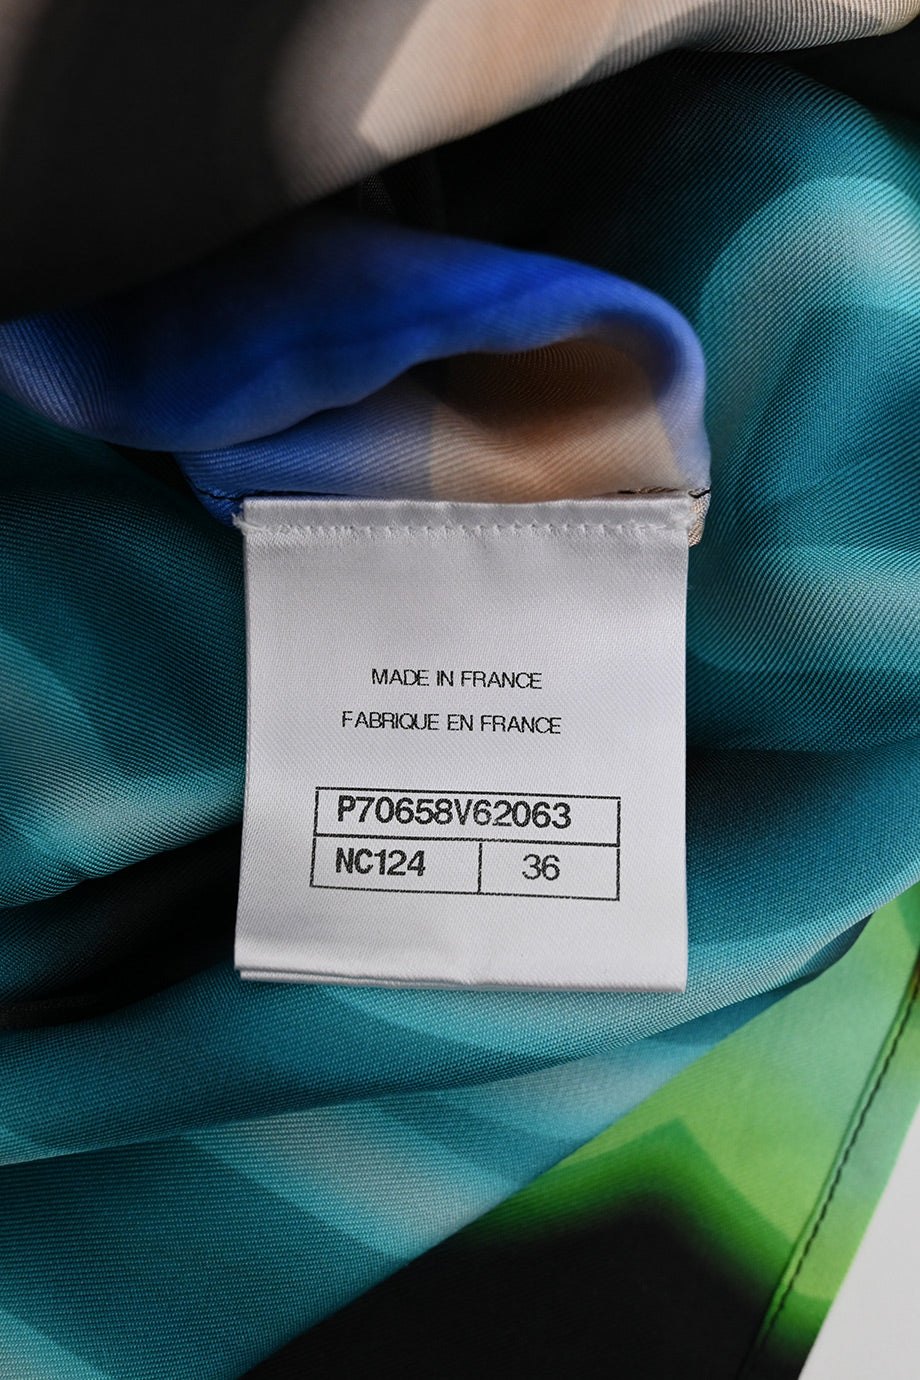 MADE IN FRANCE
FABRIQUE EN FRANCE
P70658V62063
NC124 36